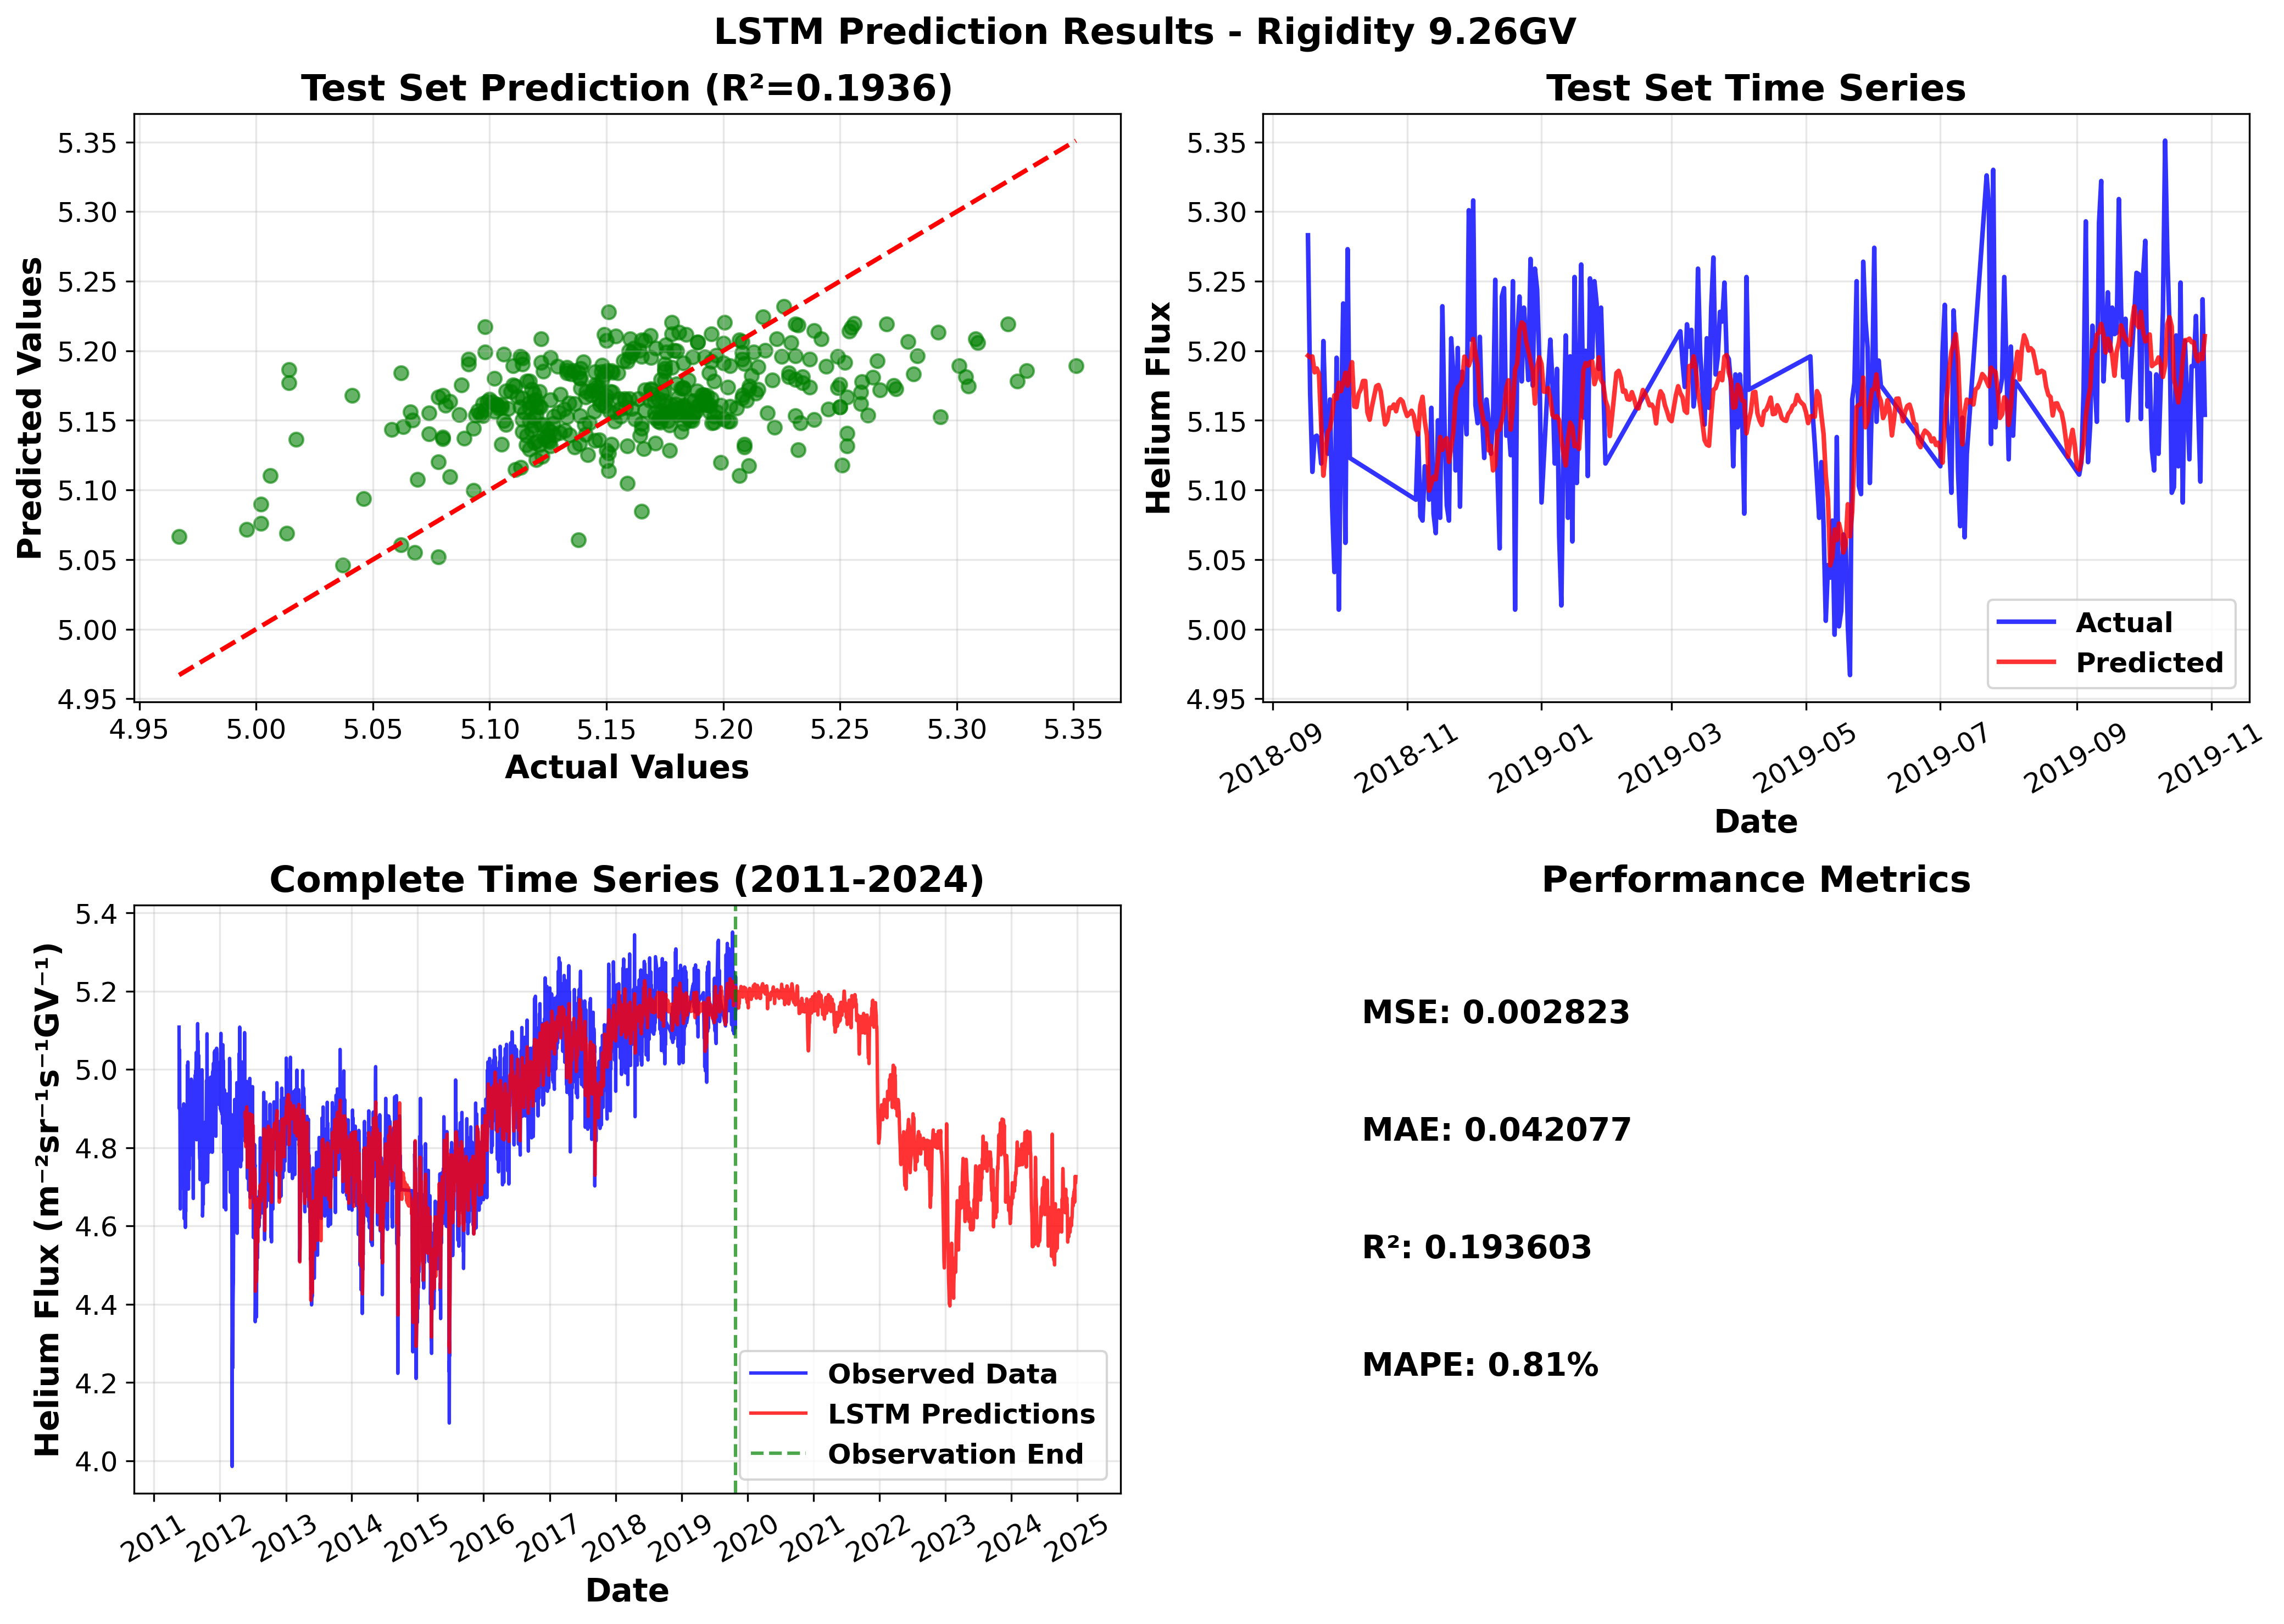 LSTM Prediction Results - Rigidity 9.26GV
Test Set Prediction (R²=0.1936)
5.35
5.30
5.25
5.20
5.15
5.10
5.05
5.00
4.95
Predicted Values
4.95 5.00 5.05 5.10 5.15 5.20 5.25 5.30 5.35
Actual Values
Test Set Time Series
5.35
5.30
5.25
5.20
5.15
5.10
5.05
5.00
4.95
Helium Flux
Actual
Predicted
2018-09 2018-11 2019-01 2019-03 2019-05 2019-07 2019-09 2019-11
Date
Complete Time Series (2011-2024)
5.4
5.2
5.0
4.8
4.6
4.4
4.2
4.0
Helium Flux (m⁻²sr⁻¹s⁻¹GV⁻¹)
Observed Data
LSTM Predictions
Observation End
2011 2012 2013 2014 2015 2016 2017 2018 2019 2020 2021 2022 2023 2024 2025
Date
Performance Metrics
MSE: 0.002823
MAE: 0.042077
R²: 0.193603
MAPE: 0.81%